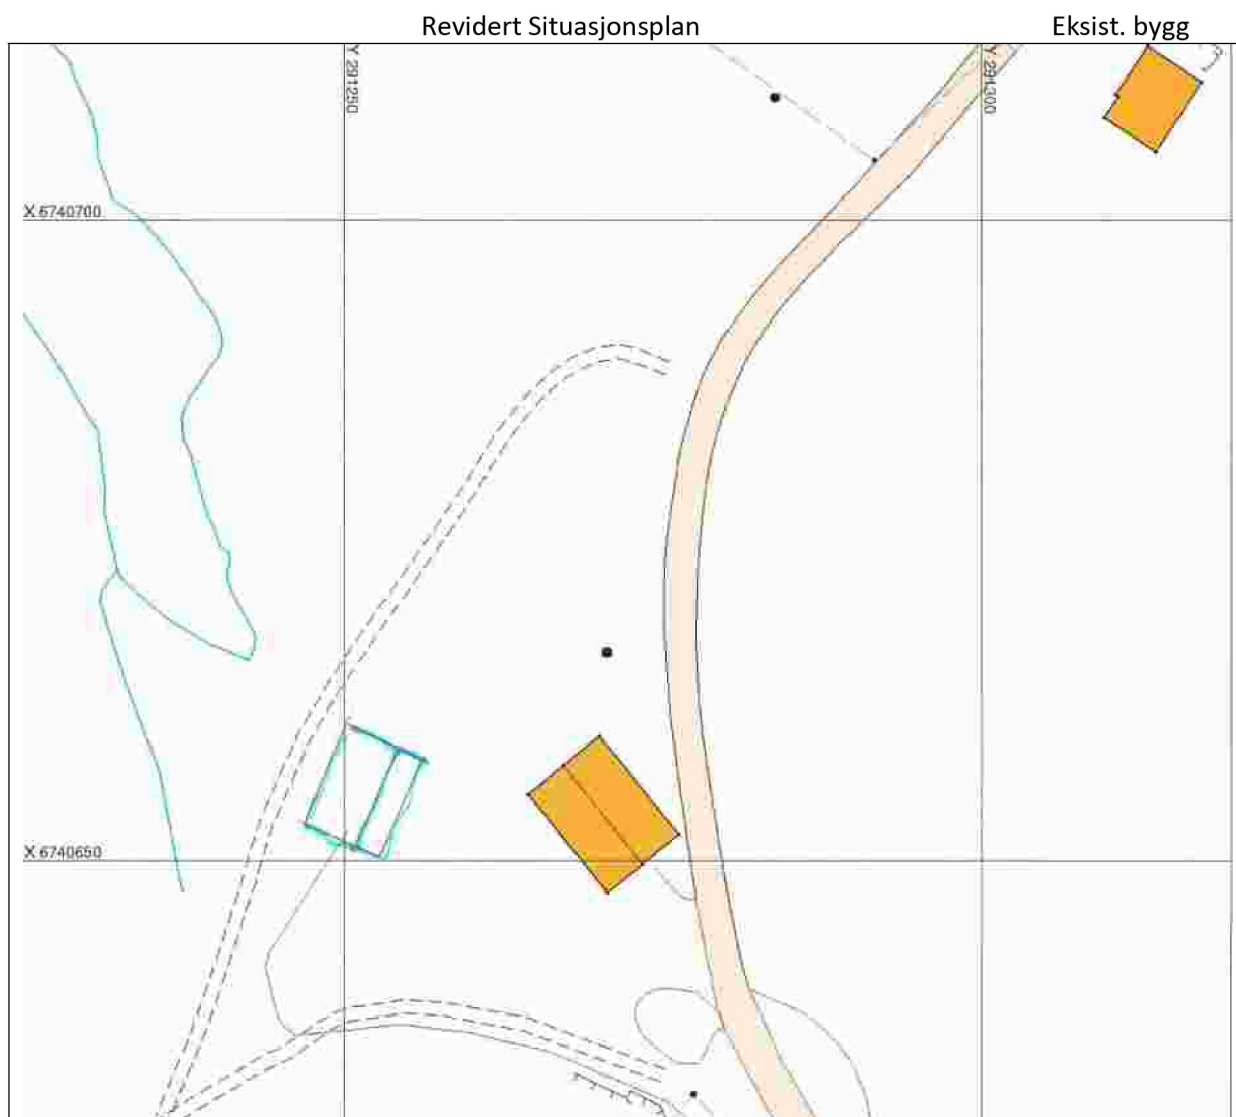 Revidert Situasjonsplan
Eksist. bygg
Y 291250
Y 291300
X 6740700
X 6740650